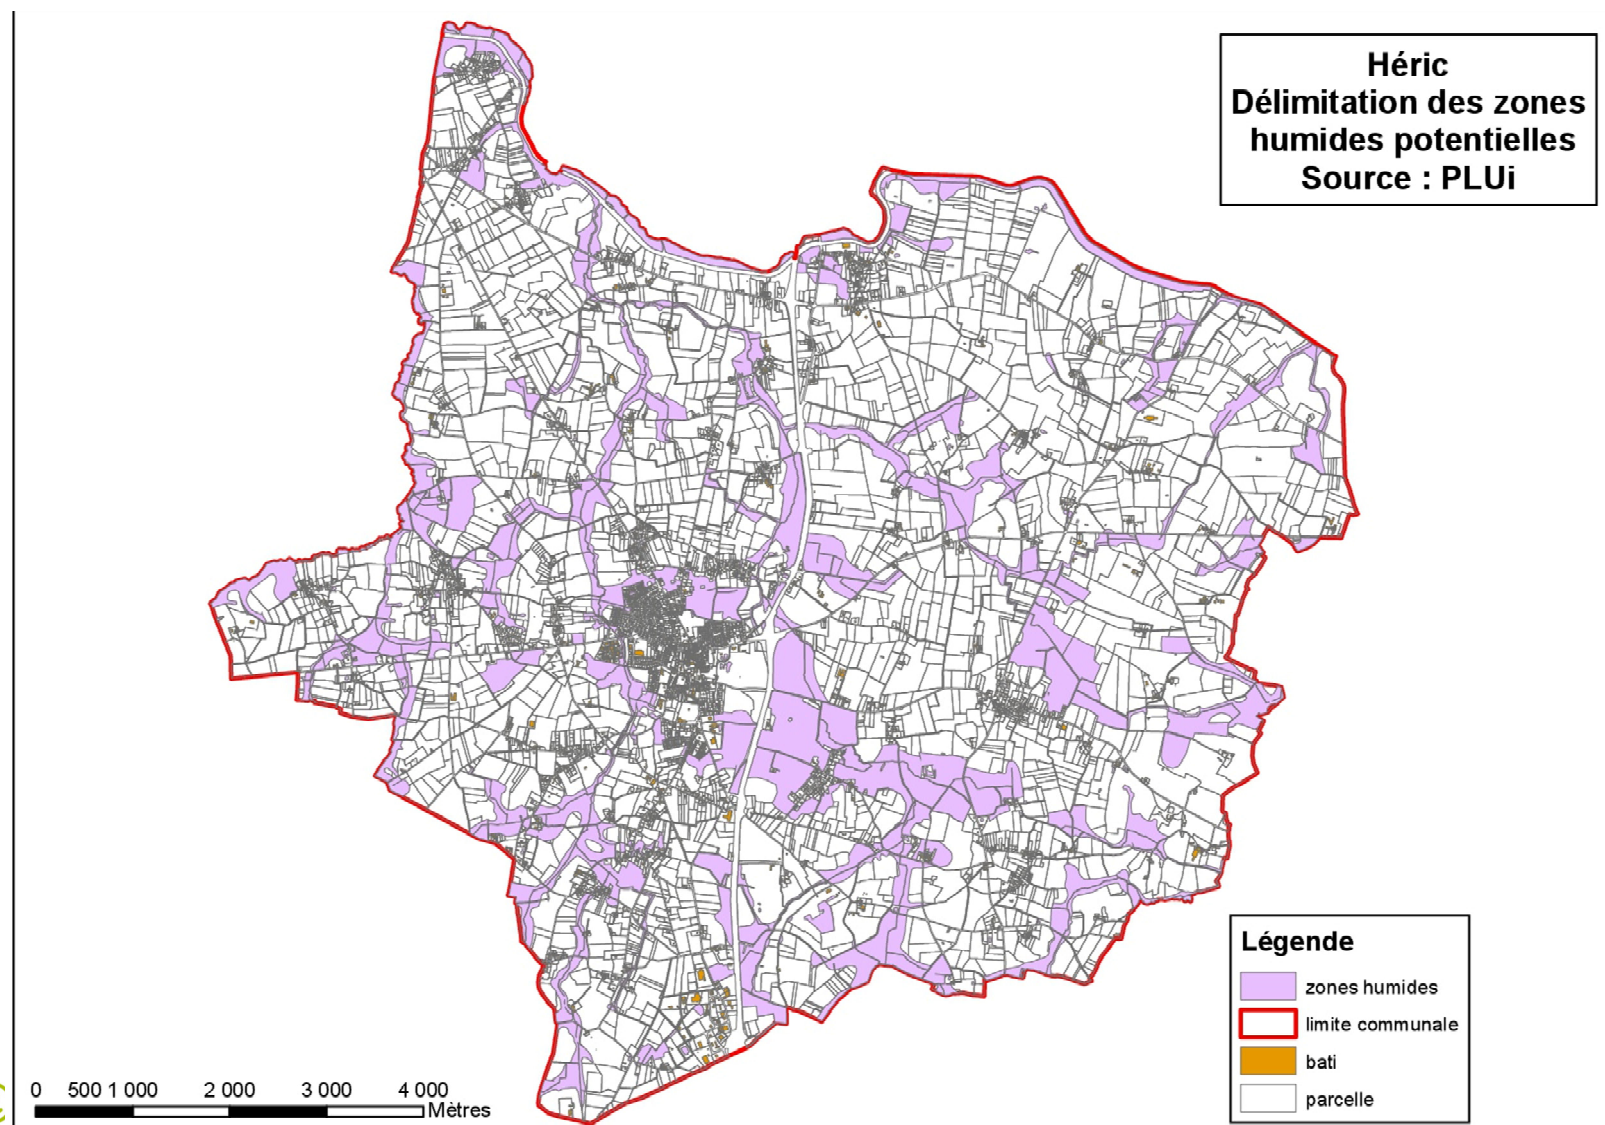 Héric
Délimitation des zones
humides potentielles
Source : PLUi
Légende
zones humides
limite communale
bati
parcelle
0 500 1 000 2 000 3 000 4 000
Mètres